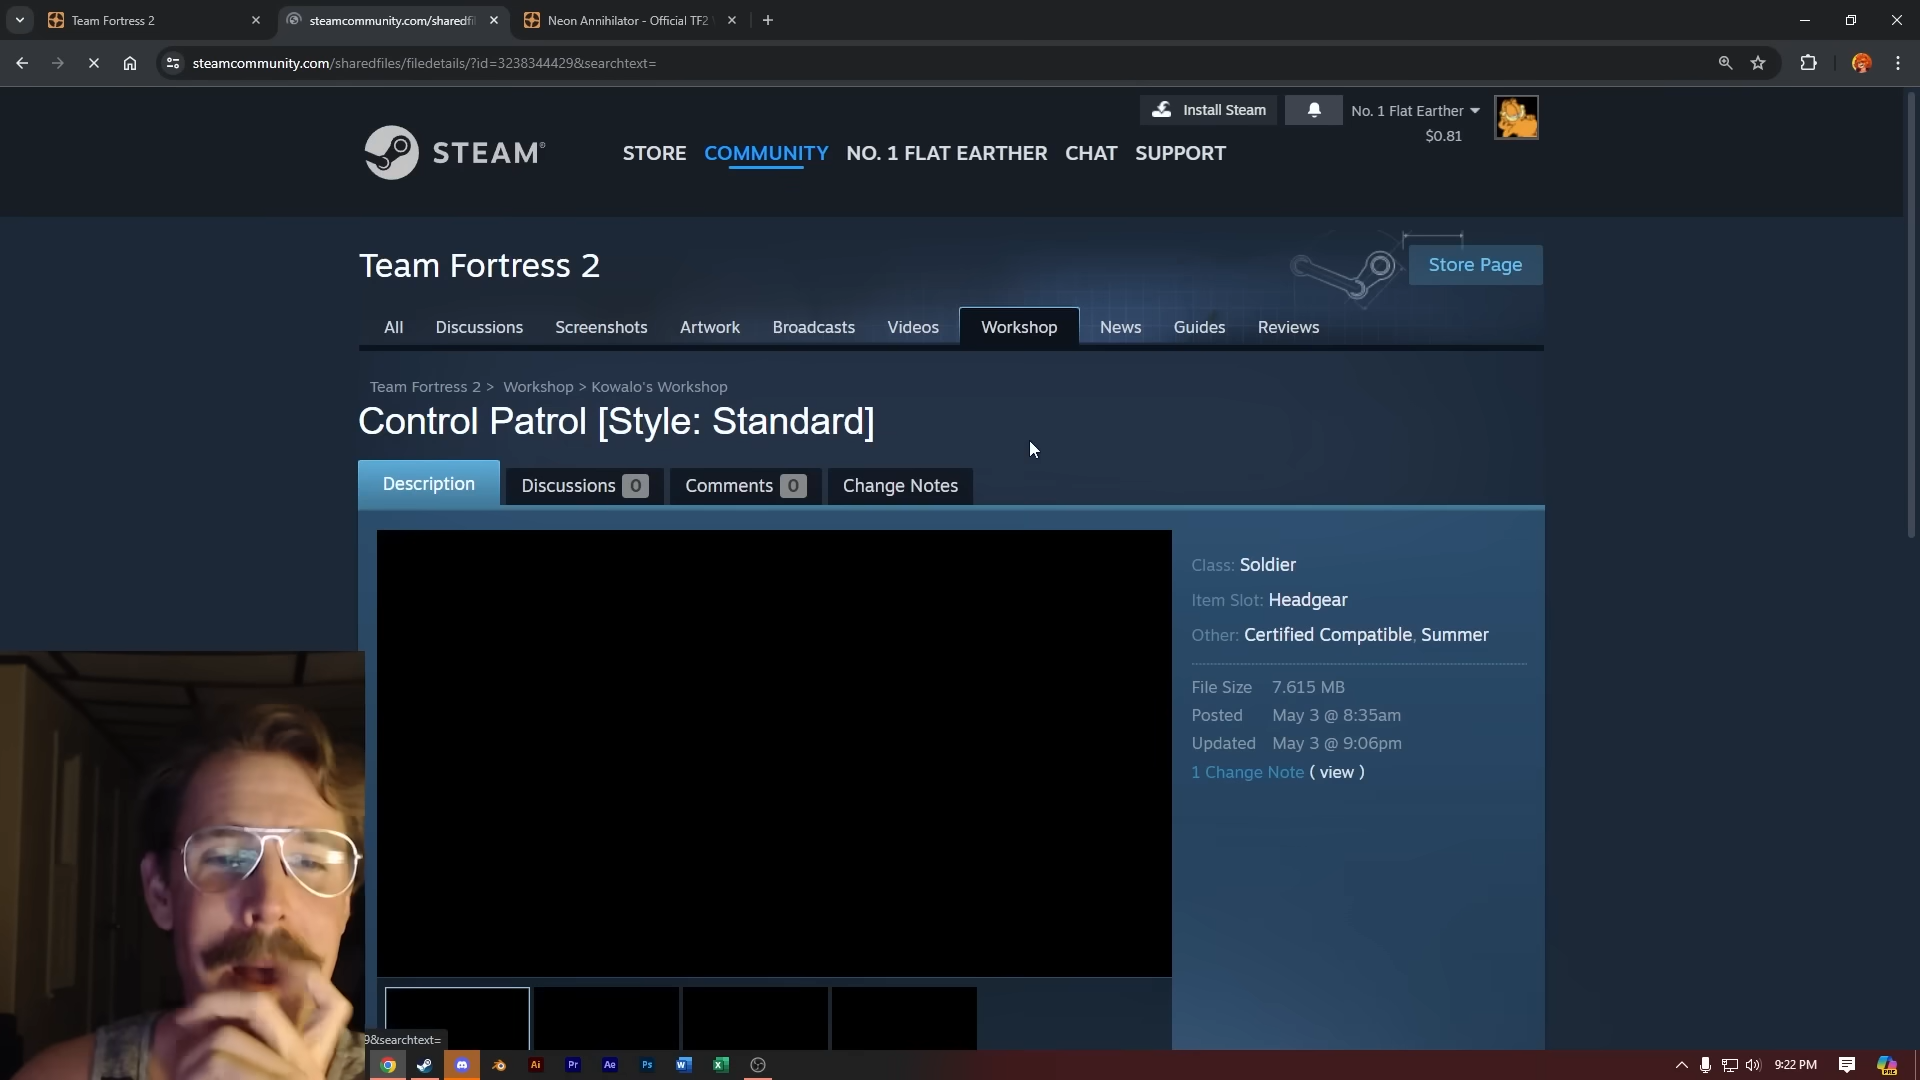 Team Fortress 2
steamcommunity.com/sharedfi
Neon Annihilator - Official TF2
steamcommunity.com/sharedfiles/filedetails/?id=3238344429&searchtext=
Install Steam
No. 1 Flat Earther
$0.81
STEAM®
STORE
COMMUNITY
NO. 1 FLAT EARTHER
CHAT
SUPPORT
Team Fortress 2
Store Page
All
Discussions
Screenshots
Artwork
Broadcasts
Videos
Workshop
News
Guides
Reviews
Team Fortress 2 > Workshop > Kowalo's Workshop
Control Patrol [Style: Standard]
Description
Discussions 0
Comments 0
Change Notes
Class: Soldier
Item Slot: Headgear
Other: Certified Compatible, Summer
File Size 7.615 MB
Posted May 3 @ 8:35am
Updated May 3 @ 9:06pm
1 Change Note ( view )
9&searchtext=
Ai
Pr
Ae
Ps
W
X
9:22 PM
PRE